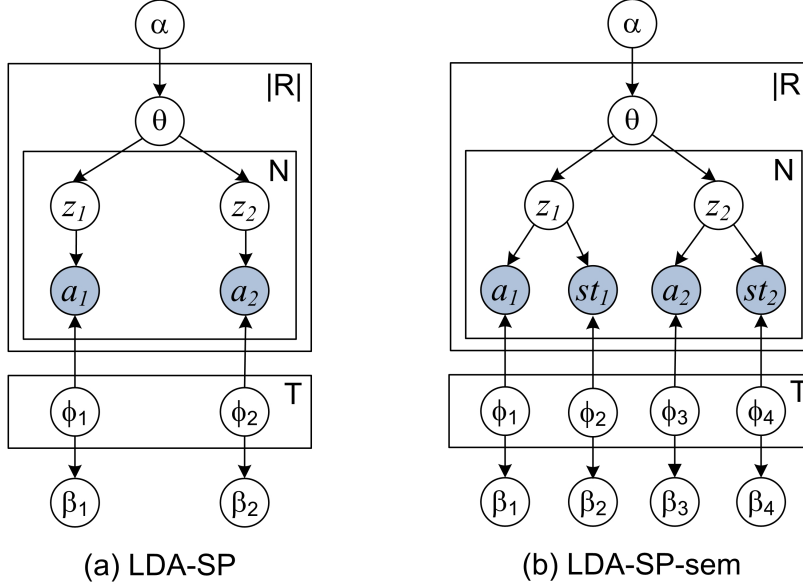 α α
|R| |R
θ θ
N N
z1 z2 z1 z2
a1 a2 a1 st1 a2 st2
T T
ϕ1 ϕ2 ϕ1 ϕ2 ϕ3 ϕ4
β1 β2 β1 β2 β3 β4
(a) LDA-SP (b) LDA-SP-sem